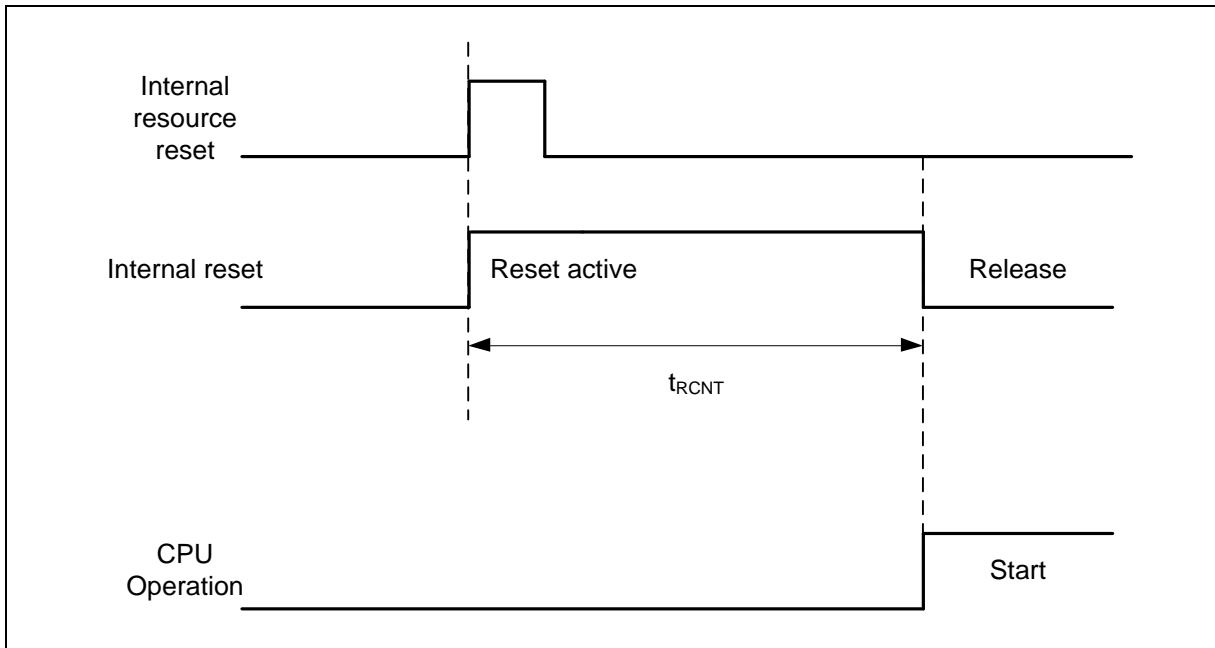 Internal
resource
reset
Internal reset
Reset active
Release
tRCNT
CPU
Operation
Start